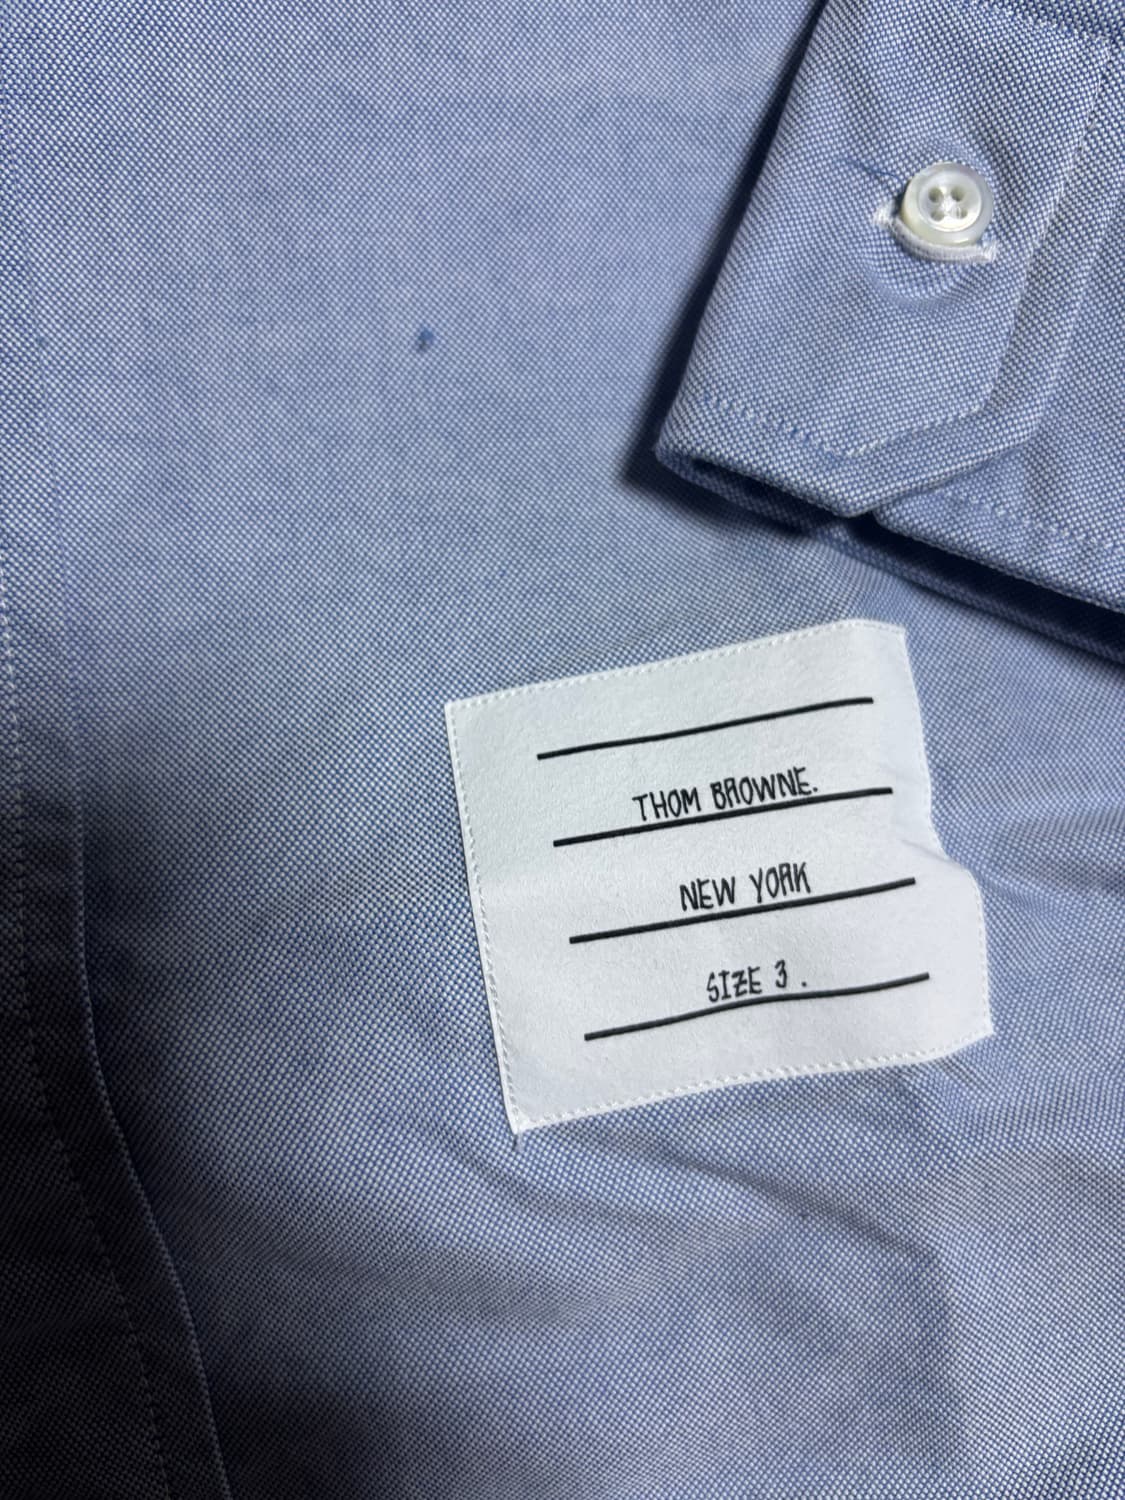 THOM BROWNE.
NEW YORK
SIZE 3 .